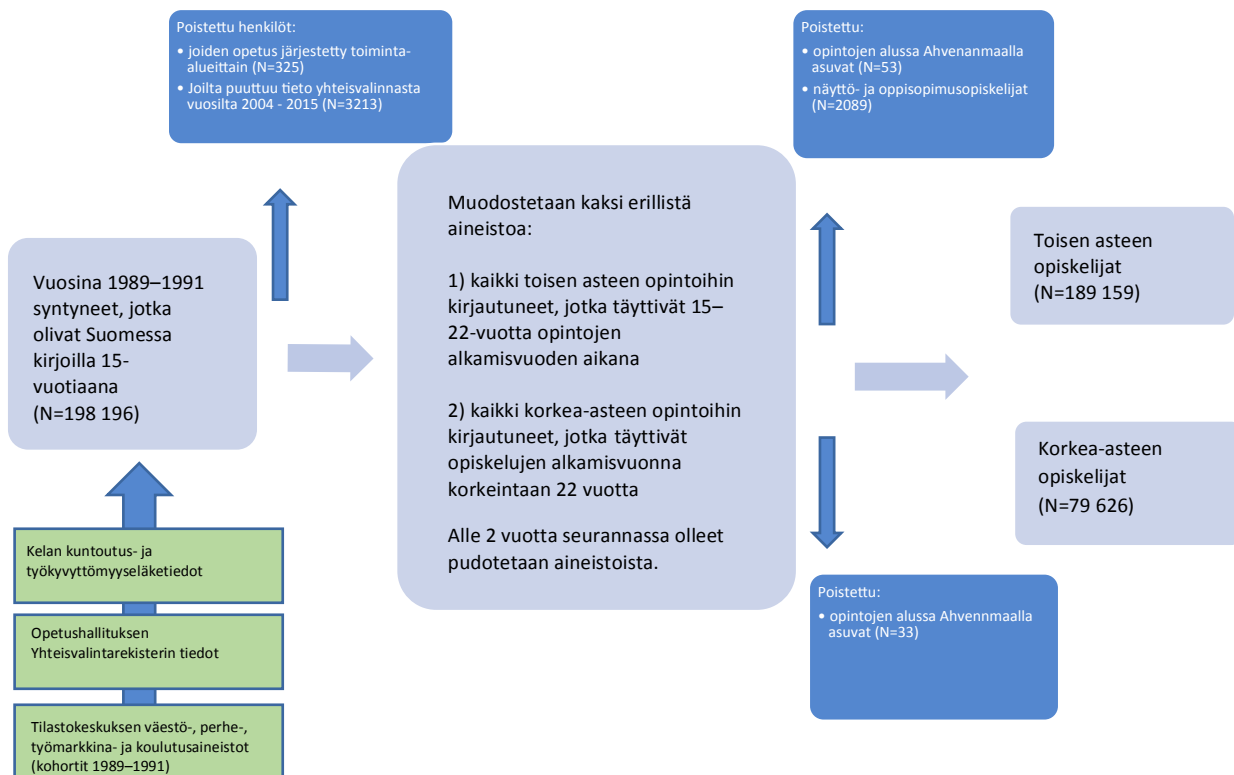 Poistettu henkilöt:
• joiden opetus järjestetty toiminta-
alueittain (N=325)
• Joilta puuttuu tieto yhteisvalinnasta
vuosilta 2004 - 2015 (N=3213)
Poistettu:
• opintojen alussa Ahvenanmaalla
asuvat (N=53)
• näyttö- ja oppisopimusopiskelijat
(N=2089)
Vuosina 1989–1991
syntyneet, jotka
olivat Suomessa
kirjoilla 15-
vuotiaana
(N=198 196)
Muodostetaan kaksi erillistä
aineistoa:
1) kaikki toisen asteen opintoihin
kirjautuneet, jotka täyttivät 15–
22-vuotta opintojen
alkamisvuoden aikana
2) kaikki korkea-asteen opintoihin
kirjautuneet, jotka täyttivät
opiskelujen alkamisvuonna
korkeintaan 22 vuotta
Alle 2 vuotta seurannassa olleet
pudotetaan aineistoista.
Toisen asteen
opiskelijat
(N=189 159)
Korkea-asteen
opiskelijat
(N=79 626)
Poistettu:
• opintojen alussa Ahvennmaalla
asuvat (N=33)
Kelan kuntoutus- ja
työkyvyttömyyseläketiedot
Opetushallituksen
Yhteisvalintarekisterin tiedot
Tilastokeskuksen väestö-, perhe-,
työmarkkina- ja koulutusaineistot
(kohortit 1989–1991)